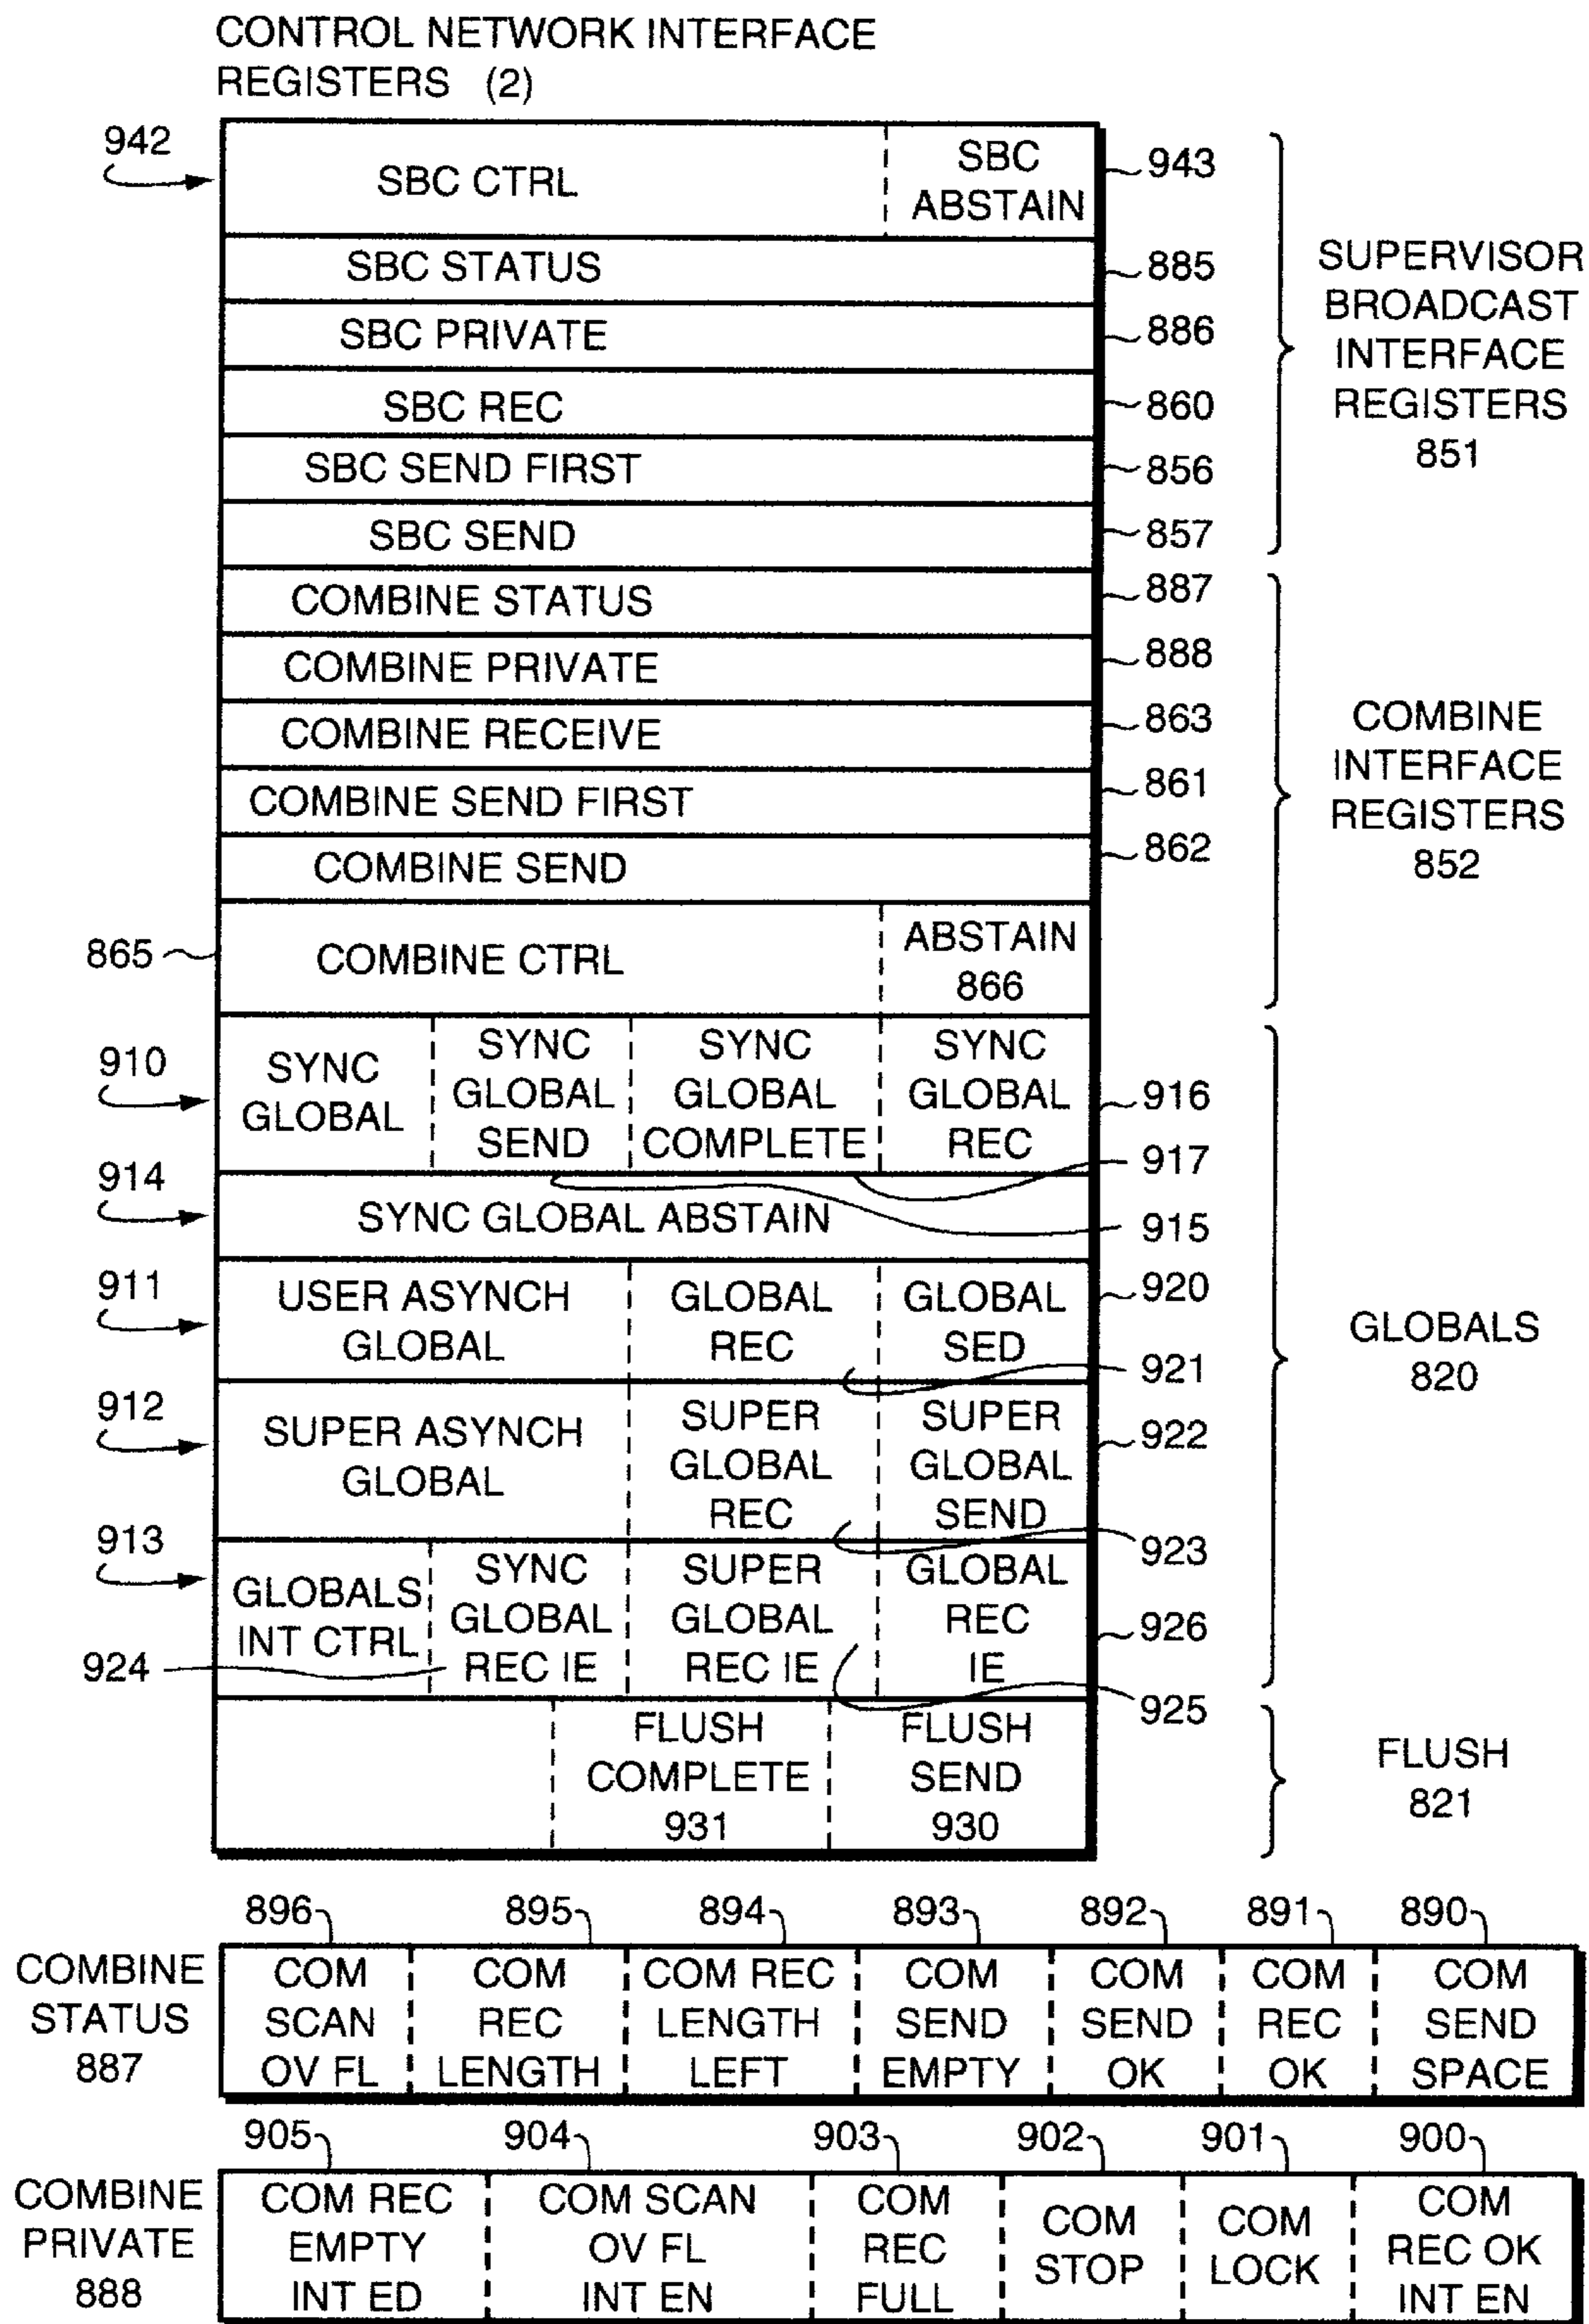 CONTROL NETWORK INTERFACE
REGISTERS (2)
942
SBC CTRL
SBC
ABSTAIN
943
SBC STATUS
885
SBC PRIVATE
886
SBC REC
860
SBC SEND FIRST
856
SBC SEND
857
SUPERVISOR
BROADCAST
INTERFACE
REGISTERS
851
COMBINE STATUS
887
COMBINE PRIVATE
888
COMBINE RECEIVE
863
COMBINE SEND FIRST
861
COMBINE SEND
862
865
COMBINE CTRL
ABSTAIN
866
COMBINE
INTERFACE
REGISTERS
852
910
SYNC
GLOBAL
SYNC
GLOBAL
SEND
SYNC
GLOBAL
COMPLETE
SYNC
GLOBAL
REC
916
917
914
SYNC GLOBAL ABSTAIN
915
911
USER ASYNCH
GLOBAL
GLOBAL
REC
GLOBAL
SED
920
921
912
SUPER ASYNCH
GLOBAL
SUPER
GLOBAL
REC
SUPER
GLOBAL
SEND
922
923
913
GLOBALS
INT CTRL
924
SYNC
GLOBAL
REC IE
SUPER
GLOBAL
REC IE
GLOBAL
REC
IE
926
925
GLOBALS
820
FLUSH
COMPLETE
931
FLUSH
SEND
930
FLUSH
821
896
895
894
893
892
891
890
COMBINE
STATUS
887
COM
SCAN
OV FL
COM
REC
LENGTH
COM REC
LENGTH
LEFT
COM
SEND
EMPTY
COM
SEND
OK
COM
REC
OK
COM
SEND
SPACE
905
904
903
902
901
900
COMBINE
PRIVATE
888
COM REC
EMPTY
INT ED
COM SCAN
OV FL
INT EN
COM
REC
FULL
COM
STOP
COM
LOCK
COM
REC OK
INT EN